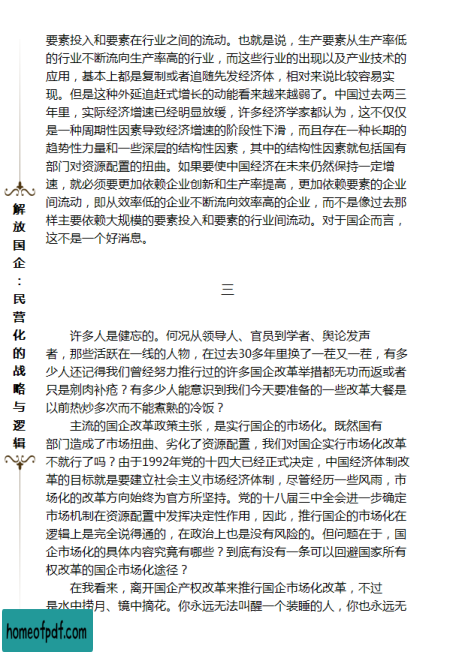 要素投入和要素在行业之间的流动。也就是说，生产要素从生产率低
的行业不断流向生产率高的行业，而这些行业的出现以及产业技术的
应用，基本上都是复制或者追随先发经济体，相对来说比较容易实
现。但是这种外延追赶式增长的动能看来越来越弱了。中国过去两三
年里，实际经济增速已经明显放缓，许多经济学家都认为，这不仅仅
是一种周期性因素导致经济增速的阶段性下滑，而且存在一种长期的
趋势性力量和一些深层的结构性因素，其中的结构性因素就包括国有
部门对资源配置的扭曲。如果要使中国经济在未来仍然保持一定增
速，就必须要更加依赖企业创新和生产率提高，更加依赖要素的企业
间流动，即从效率低的企业不断流向效率高的企业，而不是像过去那
样主要依赖大规模的要素投入和要素的行业间流动。对于国企而言，
这不是一个好消息。
三
许多人是健忘的。何况从领导人、官员到学者、舆论发声
者，那些活跃在一线的人物，在过去30多年里换了一茬又一茬，有多
少人还记得我们曾经努力推行过的许多国企改革举措都无功而返或者
只是剜肉补疮？有多少人能意识到我们今天要准备的一些改革大餐是
以前热炒多次而不能煮熟的冷饭？
主流的国企改革政策主张，是实行国企的市场化。既然国有
部门造成了市场扭曲、劣化了资源配置，我们对国企实行市场化改革
不就行了吗？由于1992年党的十四大已经正式决定，中国经济体制改
革的目标就是要建立社会主义市场经济体制，尽管经历一些风雨，市
场化的改革方向始终为官方所坚持。党的十八届三中全会进一步确定
市场机制在资源配置中发挥决定性作用，因此，推行国企的市场化在
逻辑上是完全说得通的，在政治上也是没有风险的。但问题在于，国
企市场化的具体内容究竟有哪些？到底有没有一条可以回避国家所有
权改革的国企市场化途径？
在我看来，离开国企产权改革来推行国企市场化改革，不过
是水中捞月、镜中摘花。你永远无法叫醒一个装睡的人，你也永远无
解放国企：民营化的战略与逻辑
homeofpdf.com